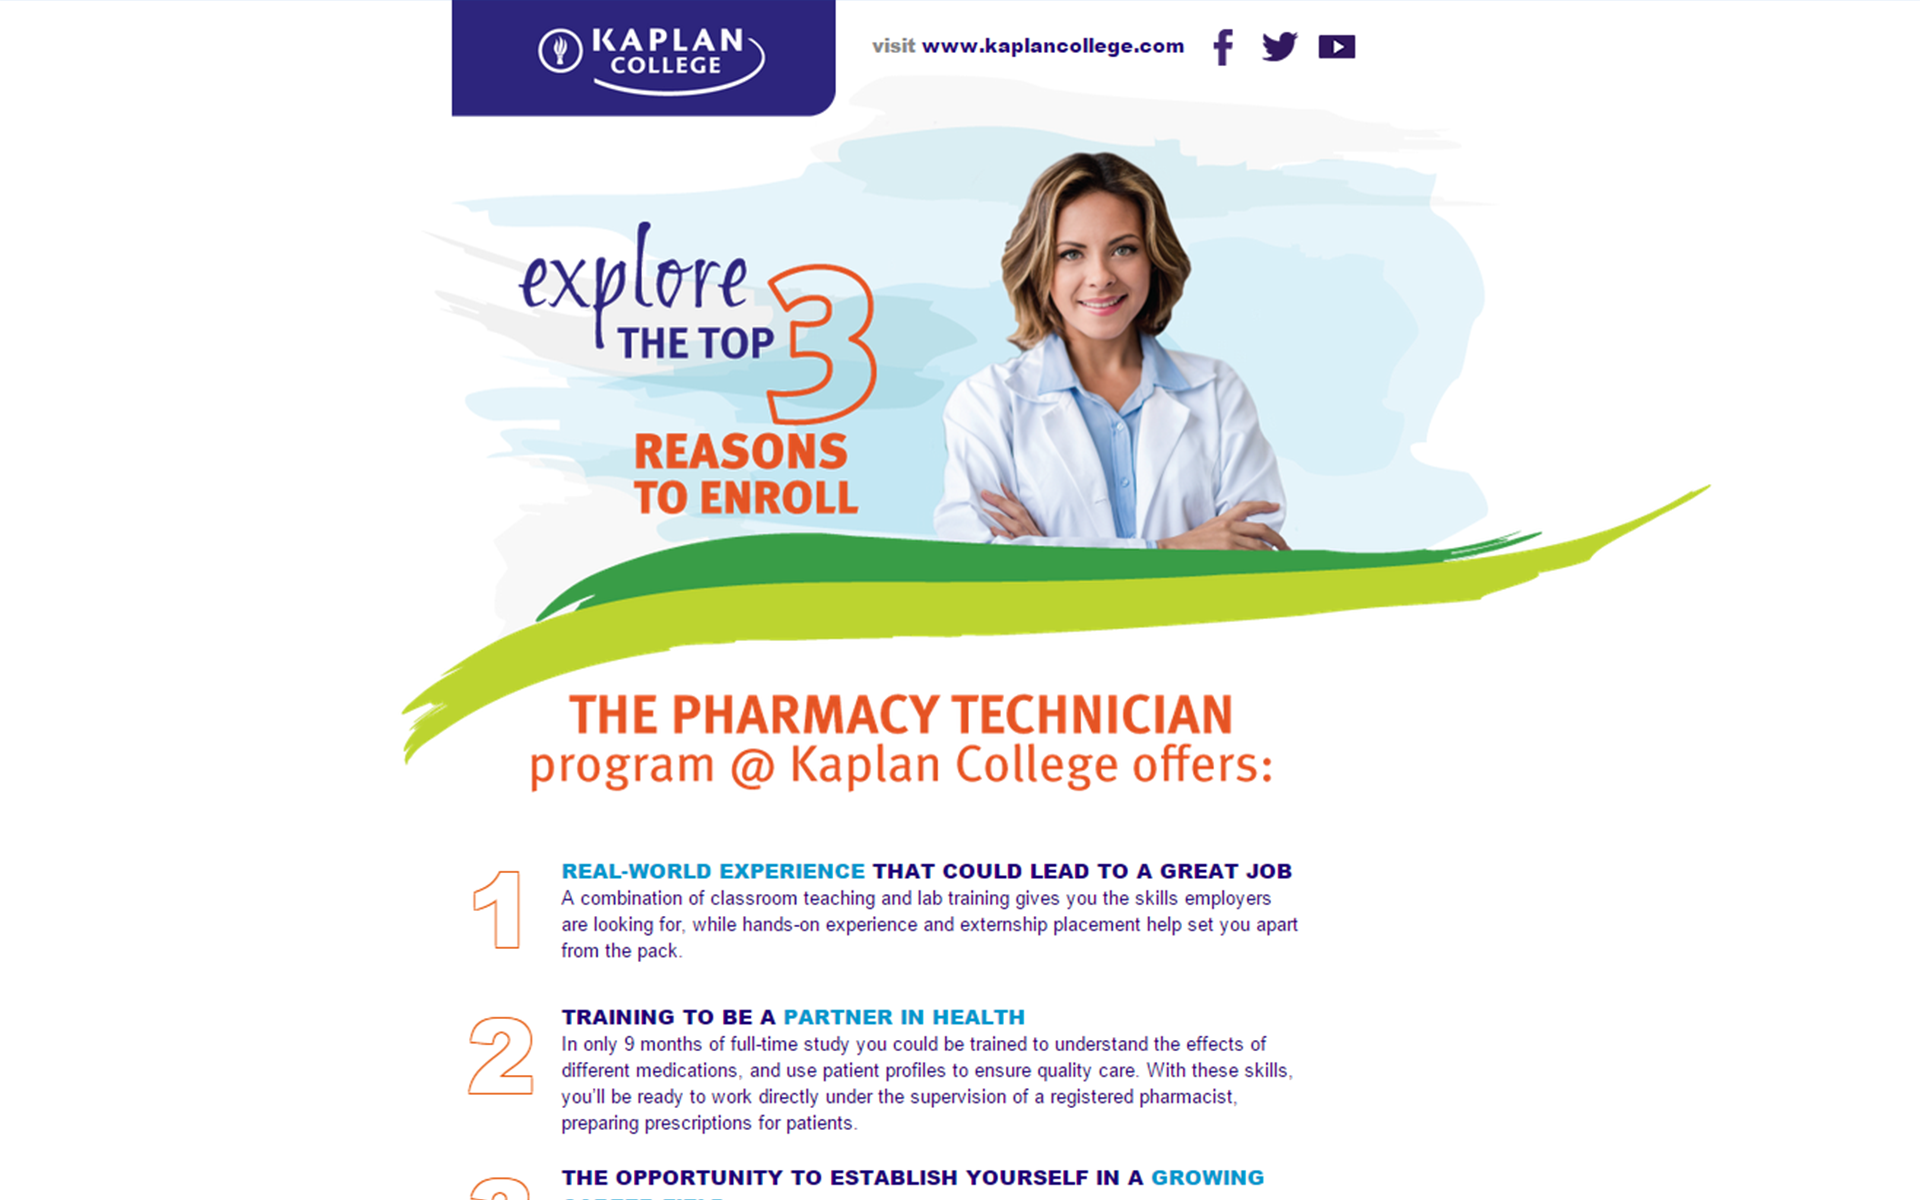 KAPLAN
COLLEGE
visit www.kaplancollege.com
explore
THE TOP 3
REASONS
TO ENROLL
THE PHARMACY TECHNICIAN
program @ Kaplan College offers:
1
REAL-WORLD EXPERIENCE THAT COULD LEAD TO A GREAT JOB
A combination of classroom teaching and lab training gives you the skills employers
are looking for, while hands-on experience and externship placement help set you apart
from the pack.
2
TRAINING TO BE A PARTNER IN HEALTH
In only 9 months of full-time study you could be trained to understand the effects of
different medications, and use patient profiles to ensure quality care. With these skills,
you'll be ready to work directly under the supervision of a registered pharmacist,
preparing prescriptions for patients.
THE OPPORTUNITY TO ESTABLISH YOURSELF IN A GROWING